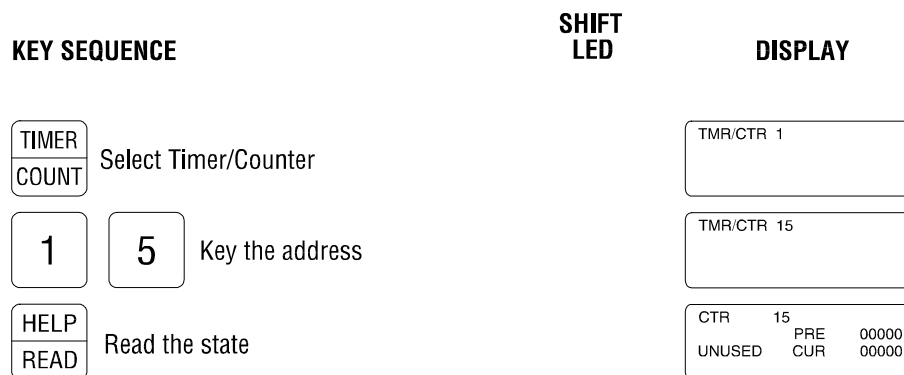 SHIFT
KEY SEQUENCE LED DISPLAY
TIMER
COUNT
Select Timer/Counter
TMR/CTR 1
1 5 Key the address
TMR/CTR 15
HELP
READ
Read the state
CTR 15
PRE 00000
UNUSED CUR 00000